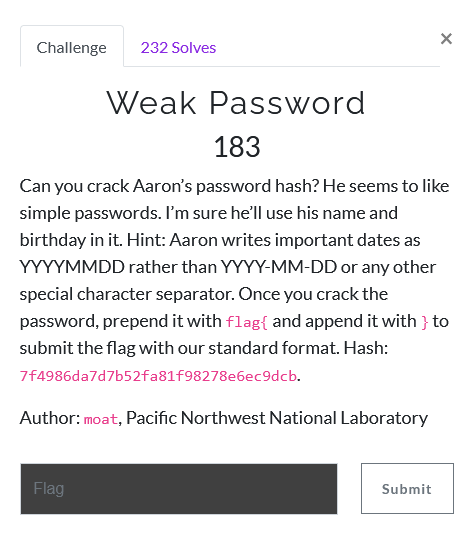 Challenge
232 Solves
×
Weak Password
183
Can you crack Aaron’s password hash? He seems to like
simple passwords. I’m sure he’ll use his name and
birthday in it. Hint: Aaron writes important dates as
YYYYMMDD rather than YYYY-MM-DD or any other
special character separator. Once you crack the
password, prepend it with flag{ and append it with } to
submit the flag with our standard format. Hash:
7f4986da7d7b52fa81f98278e6ec9dcb.
Author: moat, Pacific Northwest National Laboratory
Flag
Submit